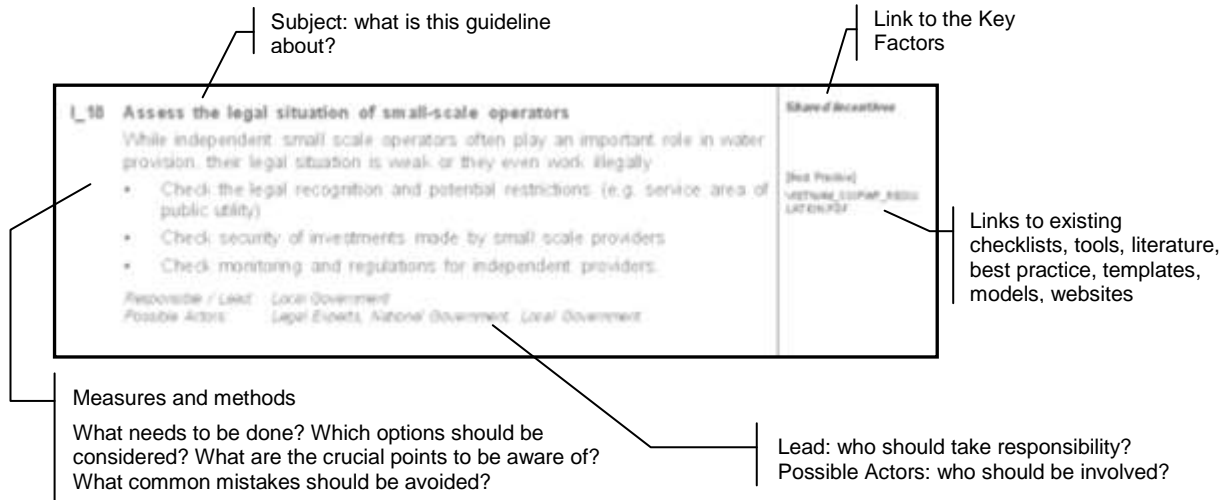 Subject: what is this guideline
about?
Link to the Key
Factors
I_18 Assess the legal situation of small-scale operators
While independent small scale operators often play an important role in water
provision, their legal situation is weak or they even work illegally
• Check the legal recognition and potential restrictions (e.g. service area of
public utility)
• Check security of investments made by small scale providers
• Check monitoring and regulations for independent providers.
Responsible / Lead: Local Government
Possible Actors: Legal Experts, National Government, Local Government
Shared Incentives
[Best Practice]
Links to existing
checklists, tools, literature,
best practice, templates,
models, websites
Measures and methods
What needs to be done? Which options should be
considered? What are the crucial points to be aware of?
What common mistakes should be avoided?
Lead: who should take responsibility?
Possible Actors: who should be involved?